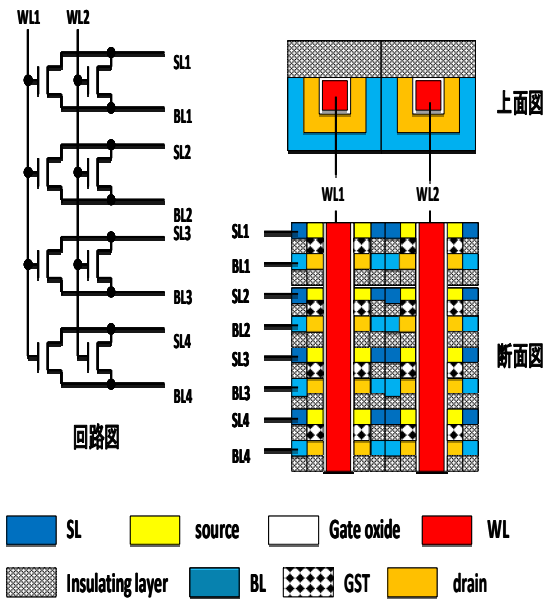 WL1 WL2
SL1
BL1
SL2
BL2
SL3
BL3
SL4
BL4
回路図
上面図
WL1 WL2
SL1
BL1
SL2
BL2
SL3
BL3
SL4
BL4
断面図
SL source Gate oxide WL
Insulating layer BL GST drain